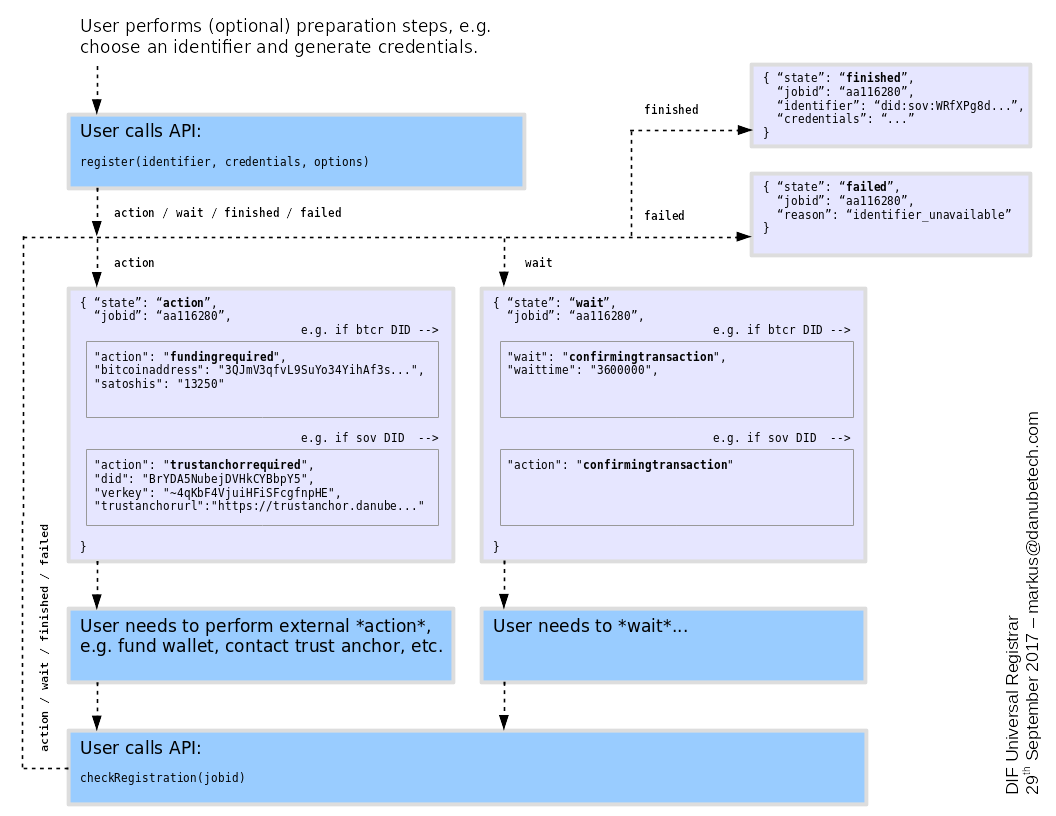 User performs (optional) preparation steps, e.g.
choose an identifier and generate credentials.
User calls API:
register(identifier, credentials, options)
action / wait / finished / failed
finished
{ “state”: “finished”,
“jobid”: “aa116280”,
“identifier”: “did:sov:WRfXPg8d...”,
“credentials”: “...”
}
failed
{ “state”: “failed”,
“jobid”: “aa116280”,
“reason”: “identifier_unavailable”
}
action
{ “state”: “action”,
“jobid”: “aa116280”,
e.g. if btcr DID -->
"action": "fundingrequired",
"bitcoinaddress": "3QJmV3qfvL9SuYo34YihAf3s...",
"satoshis": "13250"
e.g. if sov DID -->
"action": "trustanchorrequired",
"did": "BrYDA5NubejDVHkCYBbpY5",
"verkey": "~4qKbF4VjuiHFiSFcgfnpHE",
"trustanchorurl":"https://trustanchor.danube..."
}
wait
{ “state”: “wait”,
“jobid”: “aa116280”,
e.g. if btcr DID -->
"wait": "confirmingtransaction",
"waittime": "3600000",
e.g. if sov DID -->
"action": "confirmingtransaction"
}
User needs to perform external *action*,
e.g. fund wallet, contact trust anchor, etc.
User needs to *wait*...
User calls API:
checkRegistration(jobid)
action / wait / finished / failed
DIF Universal Registrar
29th September 2017 – markus@danubetech.com